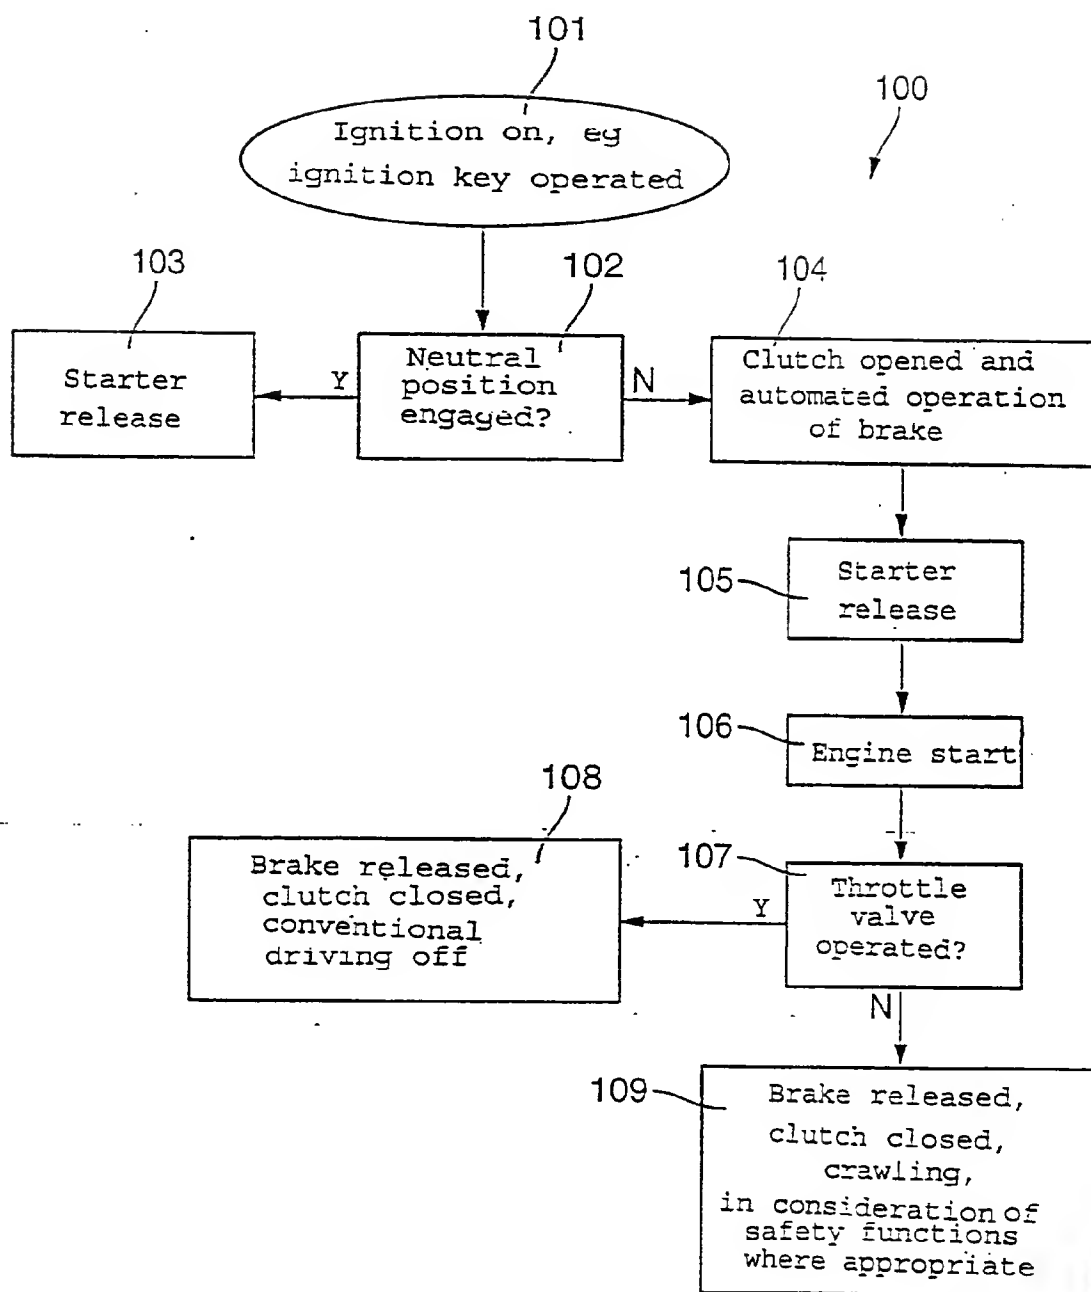 101
100
Ignition on, eg
ignition key operated
103
102
104
Starter
release
Y
Neutral
position
engaged?
N
Clutch opened and
automated operation
of brake
105
Starter
release
106
Engine start
108
Brake released,
clutch closed,
conventional
driving off
Y
107
Throttle
valve
operated?
N
109
Brake released,
clutch closed,
crawling,
in consideration of
safety functions
where appropriate